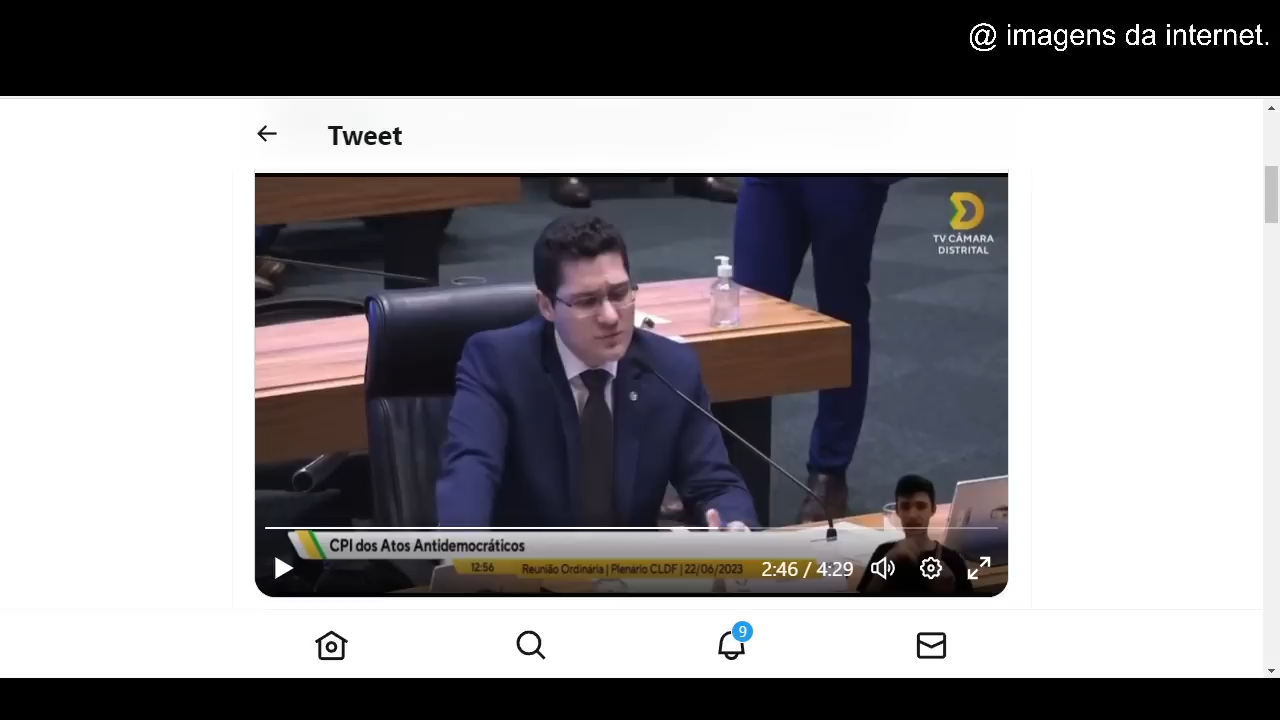 @ imagens da internet.
Tweet
TV CÂMARA
DISTRITAL
CPI dos Atos Antidemocráticos
12:56 Reunião Ordinária | Plenário CLDF | 22/06/2023
2:46 / 4:29
9